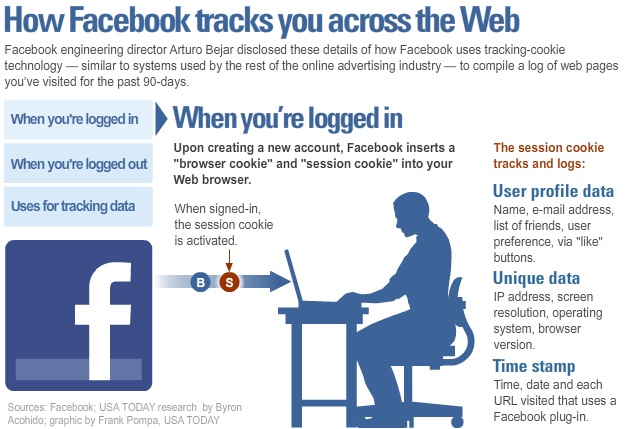 How Facebook tracks you across the Web
Facebook engineering director Arturo Bejar disclosed these details of how Facebook uses tracking-cookie
technology — similar to systems used by the rest of the online advertising industry — to compile a log of web pages
you've visited for the past 90-days.
When you're logged in
When you're logged out
Uses for tracking data
When you're logged in
Upon creating a new account, Facebook inserts a
"browser cookie" and "session cookie" into your
Web browser.
When signed-in,
the session cookie
is activated.
B
S
f
The session cookie
tracks and logs:
User profile data
Name, e-mail address,
list of friends, user
preference, via "like"
buttons.
Unique data
IP address, screen
resolution, operating
system, browser
version.
Time stamp
Time, date and each
URL visited that uses a
Facebook plug-in.
Sources: Facebook; USA TODAY research by Byron
Acohido; graphic by Frank Pompa, USA TODAY